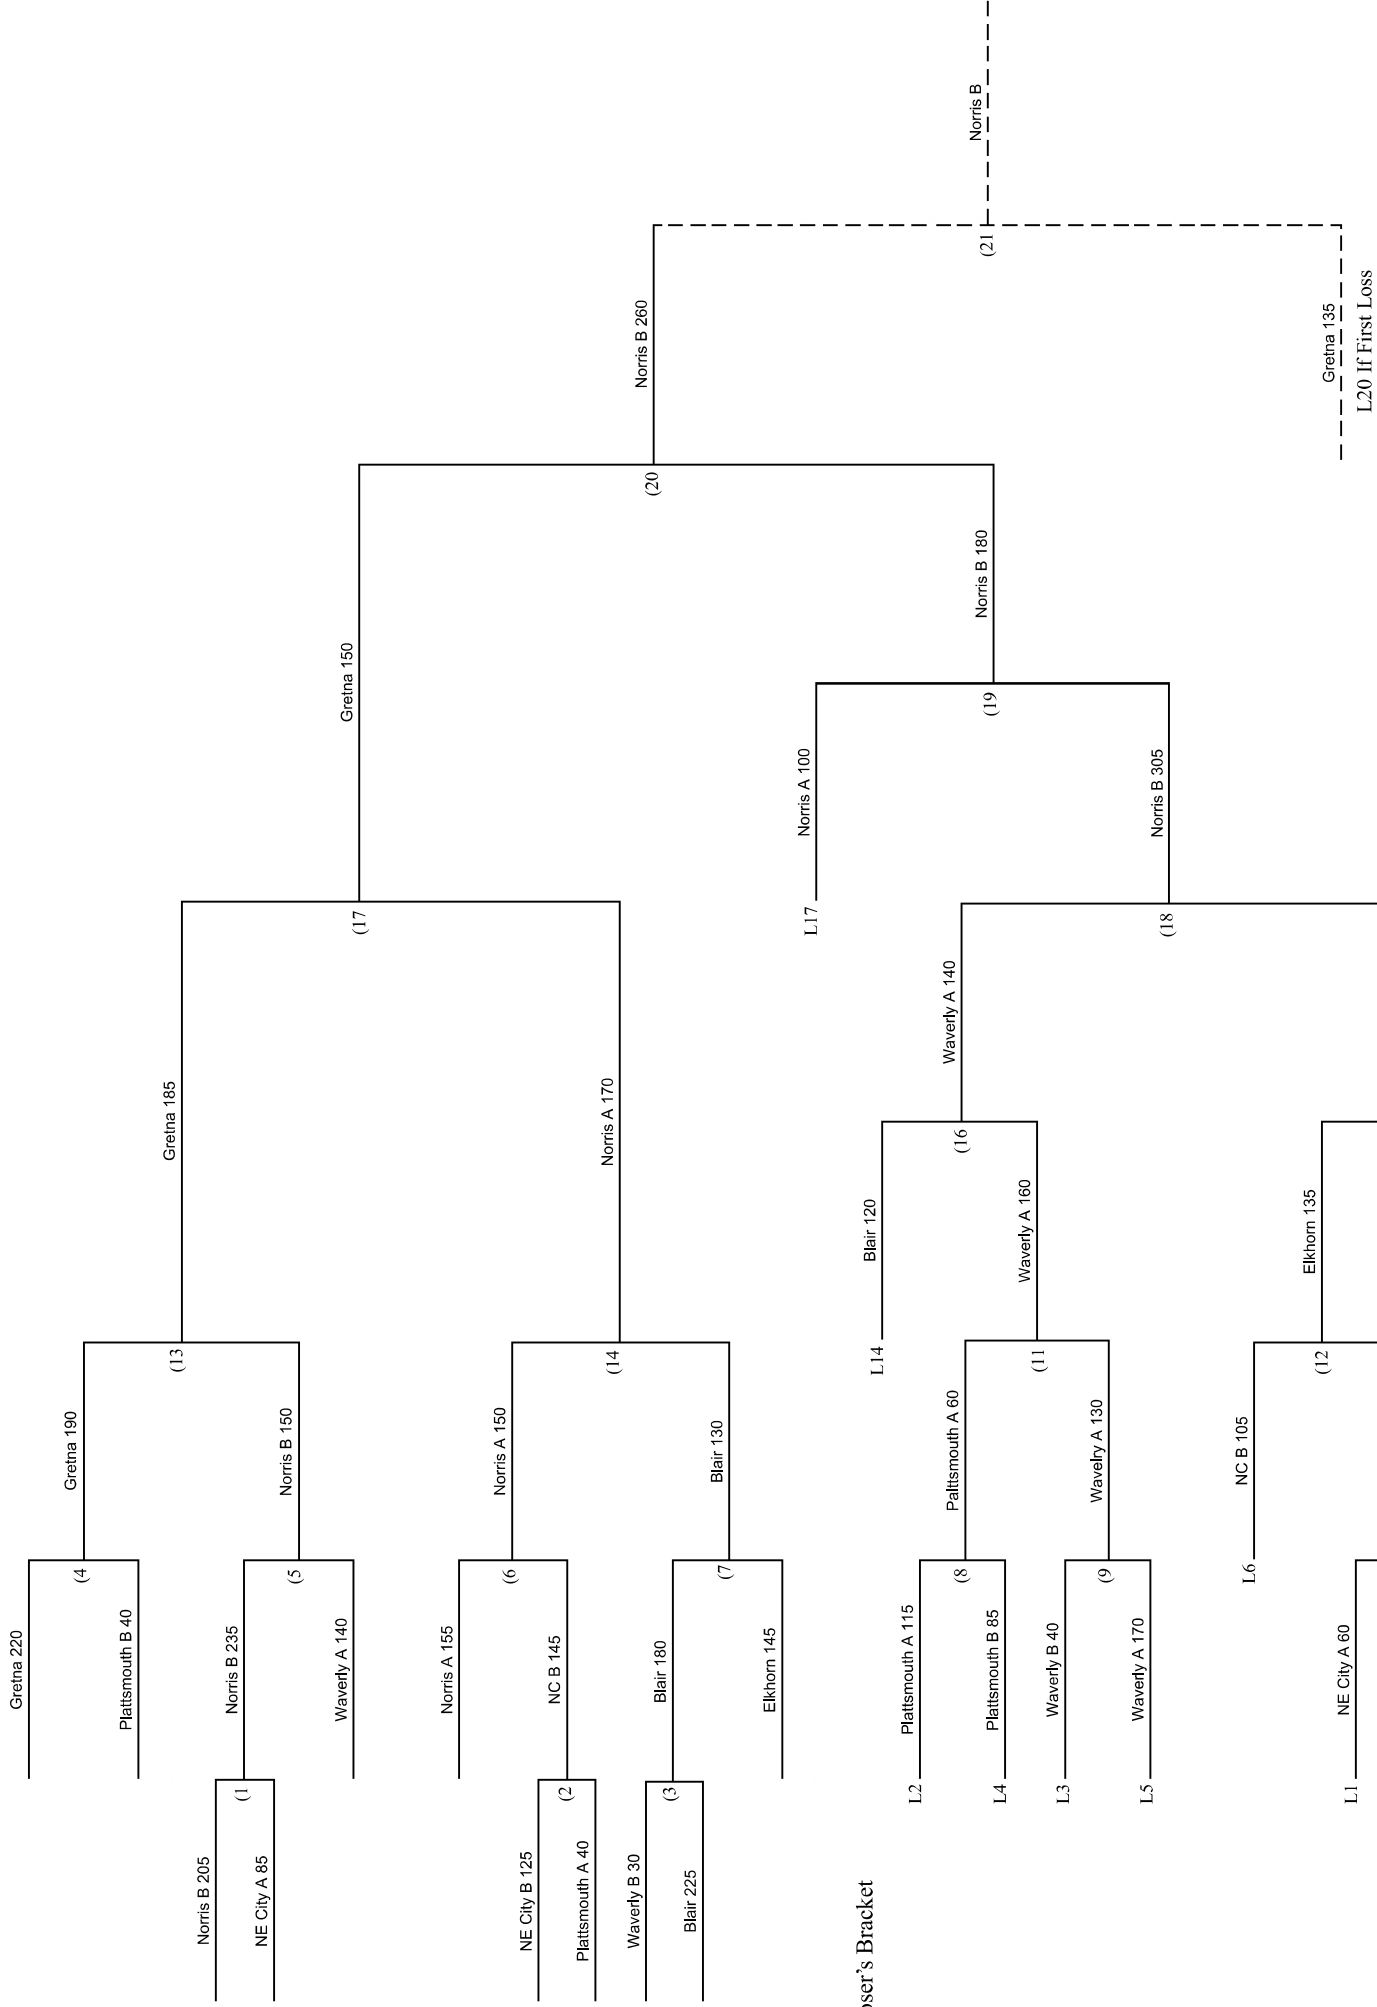 Gretna 220
Plattsmouth B 40
Norris B 205
NE City A 85
(1
Norris B 235
Waverly A 140
NE City B 125
Plattsmouth A 40
(2
Norris A 155
NC B 145
Waverly B 30
Blair 225
(3
Blair 180
Elkhorn 145
(4
Gretna 190
(5
Norris B 150
(6
Norris A 150
(7
Blair 130
(13
Gretna 185
(14
Norris A 170
(17
Gretna 150
(20
Norris B 260
(21
Norris B
Gretna 135
L20 If First Loss
oser's Bracket
L2
Plattsmouth A 115
L4
Plattsmouth B 85
(8
Palttsmouth A 60
L3
Waverly B 40
L5
Waverly A 170
(9
Wavelry A 130
(11
Waverly A 160
L14
Blair 120
(16
Waverly A 140
L1
NE City A 60
L6
NC B 105
(12
Elkhorn 135
(18
Norris B 305
L17
Norris A 100
(19
Norris B 180